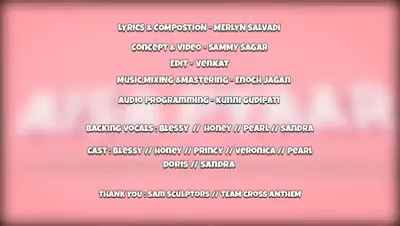 Lyrics & Compostion - Merlyn Salvadi
Concept & Video - Sammy Sagar
Edit - Venkat
Music,Mixing &Mastering - Enoch Jagan
Audio Programming - Kunni Gudipati
Backing Vocals : Blessy // Honey // Pearl // Sandra
Cast : Blessy // Honey // Princy // Veronica // Pearl
Doris // Sandra
Thank you : Sam Sculptors // Team Cross Anthem